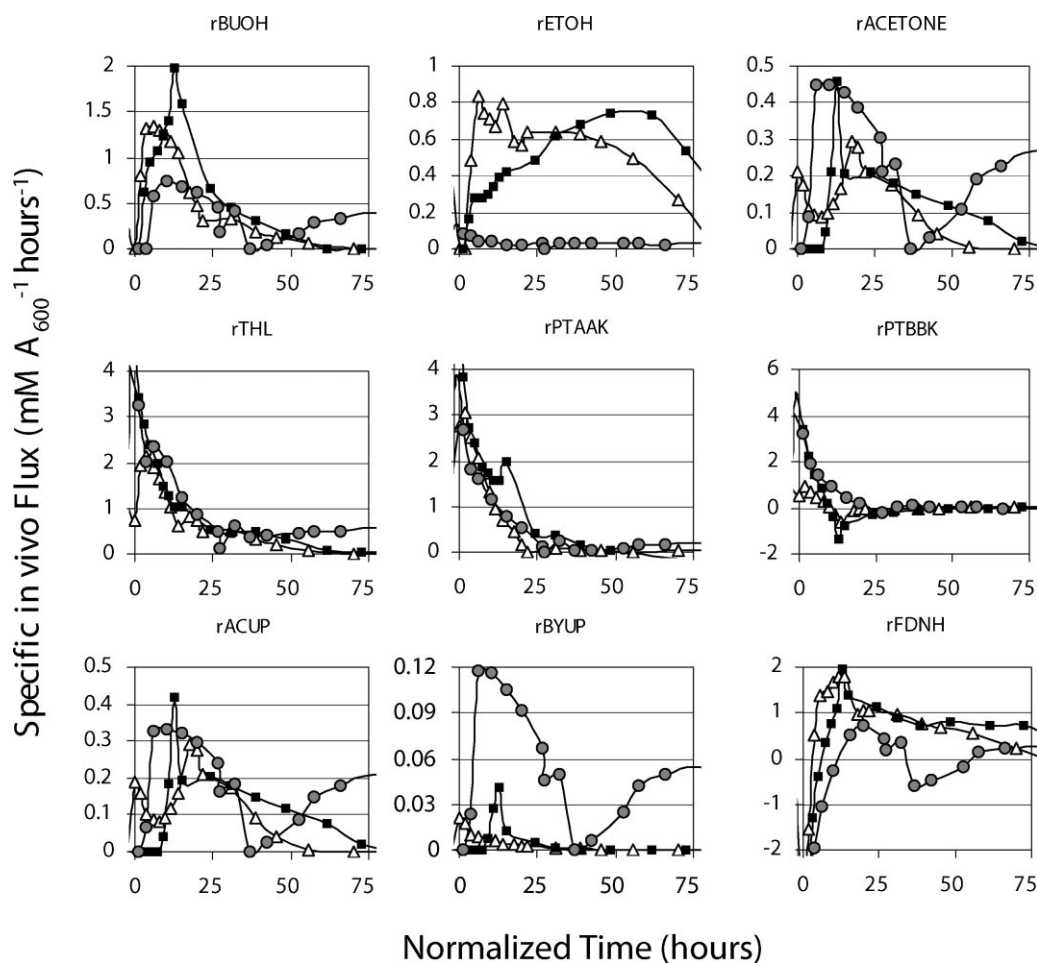 rBUOH rETOH rACETONE
2 1 0.5
1.5 0.8 0.4
0.6 0.3
1 0.4 0.2
0.5 0.2 0.1
0 0 0
0 25 50 75 0 25 50 75 0 25 50 75
rTHL rPTAAK rPTBBK
4 4 6
3 3 4
2 2 2
1 1 0
0 0 -2
0 25 50 75 0 25 50 75 0 25 50 75
rACUP rBYUP rFDNH
0.5 0.12 2
0.4 0.09 1
0.3
0.2 0.06 0
0.1 0.03 -1
0 0 -2
0 25 50 75 0 25 50 75 0 25 50 75
Specific in vivo Flux (mM A600-1 hours-1)
Normalized Time (hours)